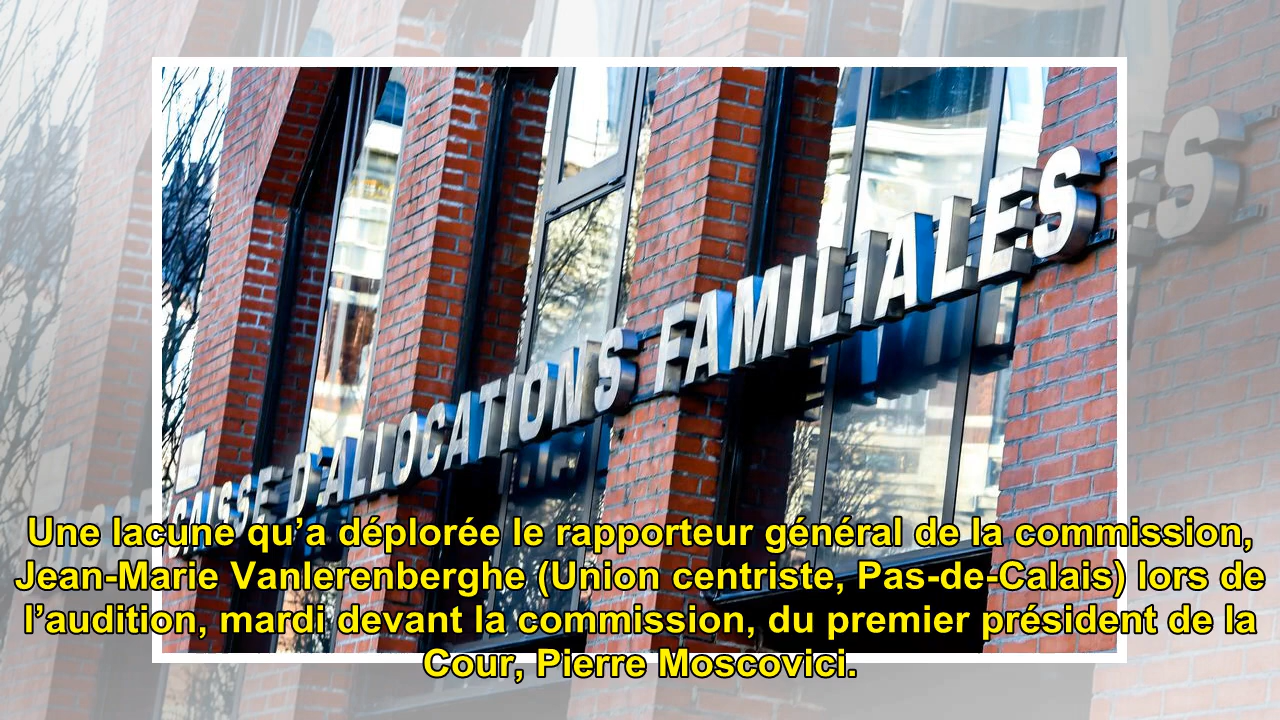 CAISSE D'ALLOCATIONS FAMILIALES
Une lacune qu’a déplorée le rapporteur général de la commission,
Jean-Marie Vanlerenberghe (Union centriste, Pas-de-Calais) lors de
l’audition, mardi devant la commission, du premier président de la
Cour, Pierre Moscovici.